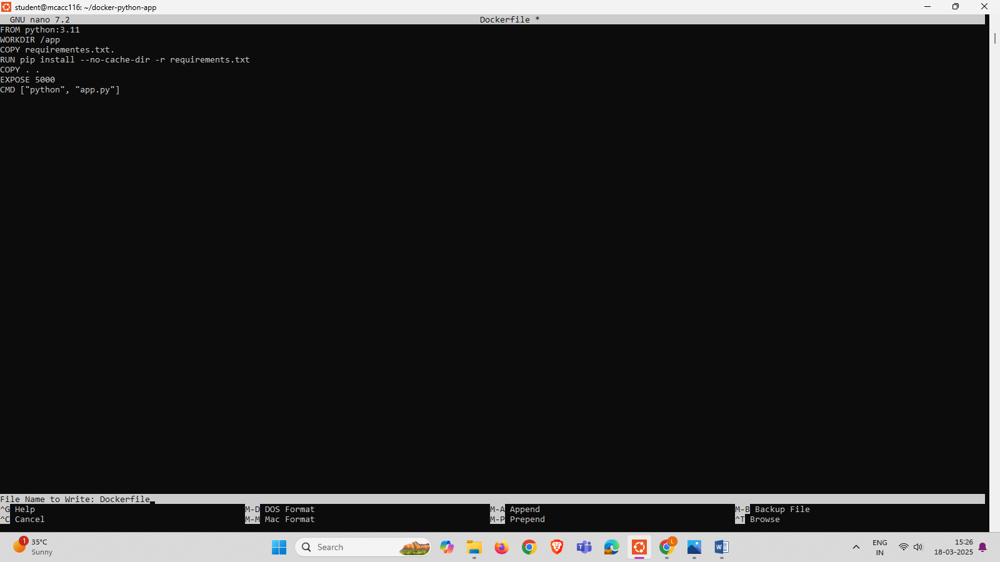 student@mcacc116: ~/docker-python-app
GNU nano 7.2 Dockerfile *
FROM python:3.11
WORKDIR /app
COPY requirementes.txt.
RUN pip install --no-cache-dir -r requirements.txt
COPY . .
EXPOSE 5000
CMD ["python", "app.py"]
File Name to Write: Dockerfile
^G Help M-D DOS Format M-A Append M-B Backup File
^C Cancel M-M Mac Format M-P Prepend ^T Browse
1
35°C
Sunny
Search
L
ENG
IN
15:26
18-03-2025